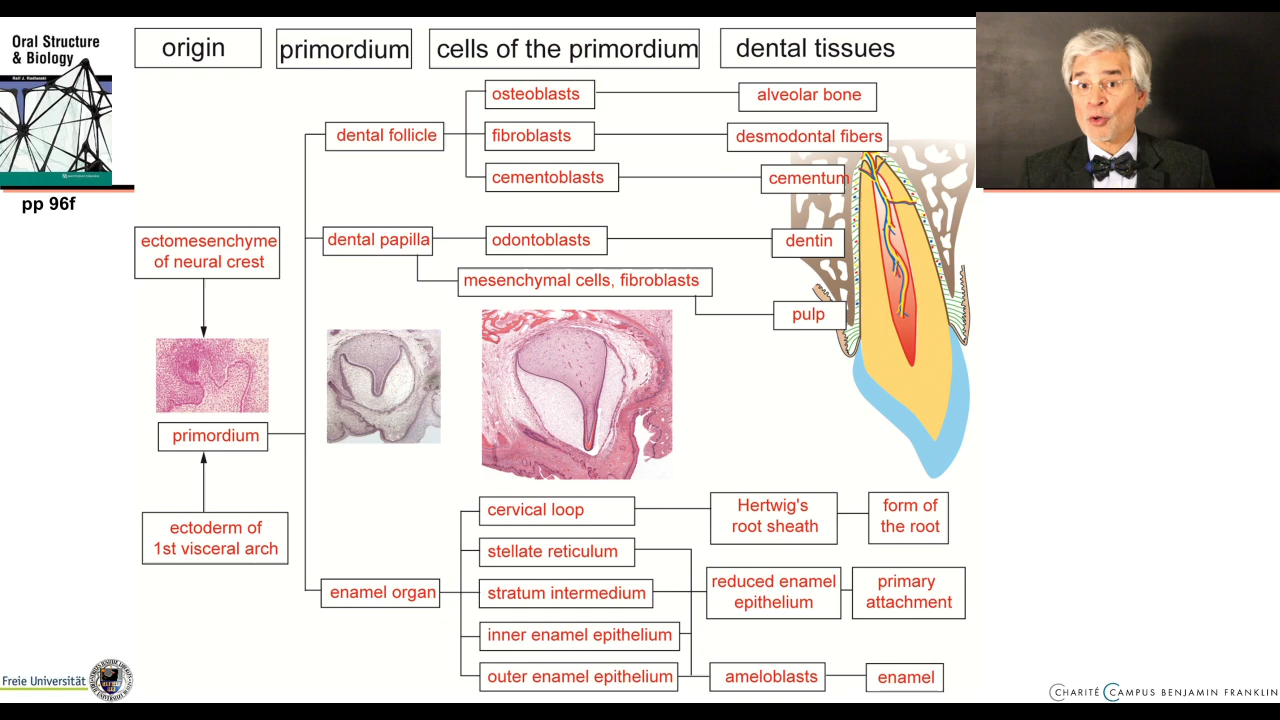 Oral Structure
& Biology
Ralf J. Radlanski
pp 96f
origin
primordium
cells of the primordium
dental tissues
osteoblasts
alveolar bone
dental follicle
fibroblasts
desmodontal fibers
cementoblasts
cementum
ectomesenchyme
of neural crest
dental papilla
odontoblasts
dentin
mesenchymal cells, fibroblasts
pulp
primordium
ectoderm of
1st visceral arch
cervical loop
Hertwig's
root sheath
form of
the root
stellate reticulum
enamel organ
stratum intermedium
reduced enamel
epithelium
primary
attachment
inner enamel epithelium
outer enamel epithelium
ameloblasts
enamel
Freie Universität
CHARITÉ CAMPUS BENJAMIN FRANKLIN